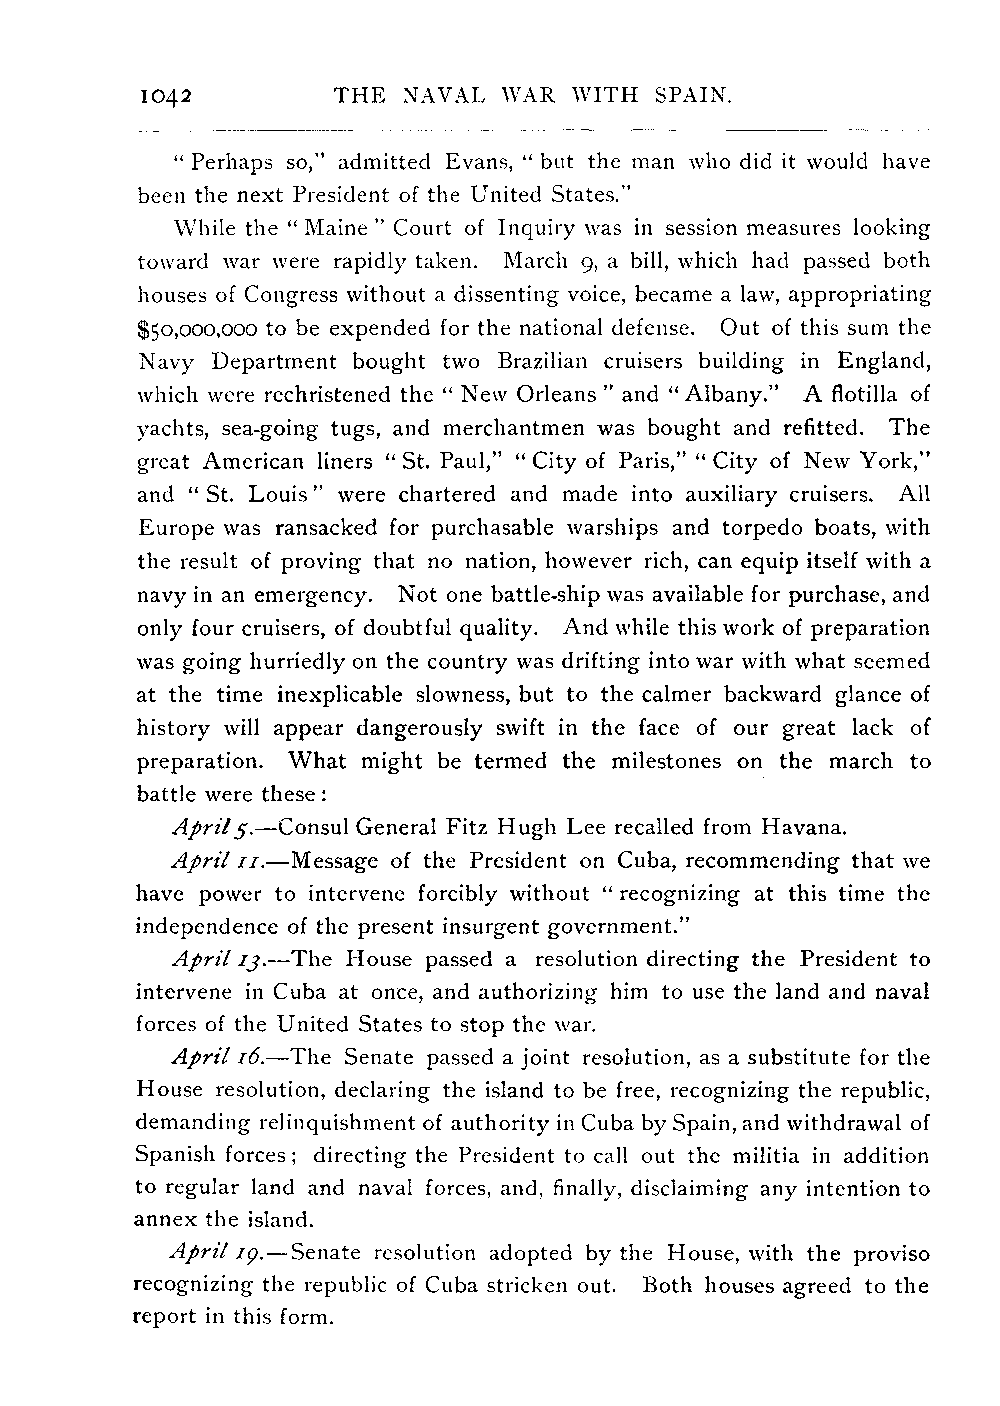 1042 THE NAVAL WAR WITH SPAIN.
“ Perhaps so,” admitted Evans, “ but the man who did it would have
been the next President of the United States.”
While the “ Maine ” Court of Inquiry was in session measures looking
toward war were rapidly taken. March 9, a bill, which had passed both
houses of Congress without a dissenting voice, became a law, appropriating
$50,000,000 to be expended for the national defense. Out of this sum the
Navy Department bought two Brazilian cruisers building in England,
which were rechristened the “ New Orleans ” and “ Albany.” A flotilla of
yachts, sea-going tugs, and merchantmen was bought and refitted. The
great American liners “ St. Paul,” “ City of Paris,” “ City of New York,”
and “ St. Louis ” were chartered and made into auxiliary cruisers. All
Europe was ransacked for purchasable warships and torpedo boats, with
the result of proving that no nation, however rich, can equip itself with a
navy in an emergency. Not one battle-ship was available for purchase, and
only four cruisers, of doubtful quality. And while this work of preparation
was going hurriedly on the country was drifting into war with what seemed
at the time inexplicable slowness, but to the calmer backward glance of
history will appear dangerously swift in the face of our great lack of
preparation. What might be termed the milestones on the march to
battle were these :
April 5.—Consul General Fitz Hugh Lee recalled from Havana.
April 11.—Message of the President on Cuba, recommending that we
have power to intervene forcibly without “ recognizing at this time the
independence of the present insurgent government.”
April 13.—The House passed a resolution directing the President to
intervene in Cuba at once, and authorizing him to use the land and naval
forces of the United States to stop the war.
April 16.—The Senate passed a joint resolution, as a substitute for the
House resolution, declaring the island to be free, recognizing the republic,
demanding relinquishment of authority in Cuba by Spain, and withdrawal of
Spanish forces ; directing the President to call out the militia in addition
to regular land and naval forces, and, finally, disclaiming any intention to
annex the island.
April 19.—Senate resolution adopted by the House, with the proviso
recognizing the republic of Cuba stricken out. Both houses agreed to the
report in this form.